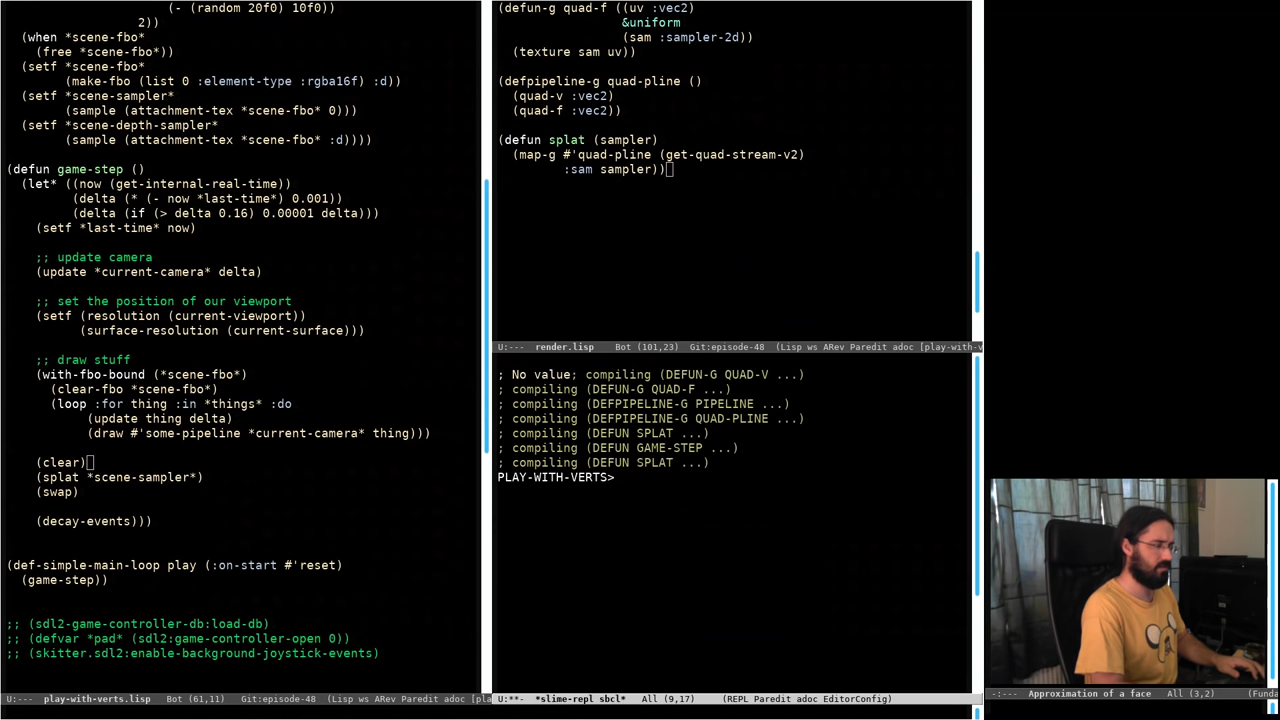 (- (random 20f0) 10f0))
2))
(when *scene-fbo*
(free *scene-fbo*))
(setf *scene-fbo*
(make-fbo (list 0 :element-type :rgba16f) :d))
(setf *scene-sampler*
(sample (attachment-tex *scene-fbo* 0)))
(setf *scene-depth-sampler*
(sample (attachment-tex *scene-fbo* :d))))
(defun game-step ()
(let* ((now (get-internal-real-time))
(delta (* (- now *last-time*) 0.001))
(delta (if (> delta 0.16) 0.00001 delta)))
(setf *last-time* now)
;; update camera
(update *current-camera* delta)
;; set the position of our viewport
(setf (resolution (current-viewport))
(surface-resolution (current-surface)))
;; draw stuff
(with-fbo-bound (*scene-fbo*)
(clear-fbo *scene-fbo*)
(loop :for thing :in *things* :do
(update thing delta)
(draw #'some-pipeline *current-camera* thing)))
(clear)
(splat *scene-sampler*)
(swap)
(decay-events)))
(def-simple-main-loop play (:on-start #'reset)
(game-step))
;; (sdl2-game-controller-db:load-db)
;; (defvar *pad* (sdl2:game-controller-open 0))
;; (skitter.sdl2:enable-background-joystick-events)
U:--- play-with-verts.lisp Bot (61,11) Git:episode-48 (Lisp ws ARev Paredit adoc [pla
(defun-g quad-f ((uv :vec2)
&uniform
(sam :sampler-2d))
(texture sam uv))
(defpipeline-g quad-pline ()
(quad-v :vec2)
(quad-f :vec2))
(defun splat (sampler)
(map-g #'quad-pline (get-quad-stream-v2)
:sam sampler))
U:--- render.lisp Bot (101,23) Git:episode-48 (Lisp ws ARev Paredit adoc [play-with-v
; No value; compiling (DEFUN-G QUAD-V ...)
; compiling (DEFUN-G QUAD-F ...)
; compiling (DEFPIPELINE-G PIPELINE ...)
; compiling (DEFPIPELINE-G QUAD-PLINE ...)
; compiling (DEFUN SPLAT ...)
; compiling (DEFUN GAME-STEP ...)
; compiling (DEFUN SPLAT ...)
PLAY-WITH-VERTS>
U:**- *slime-repl sbcl* All (9,17) (REPL Paredit adoc EditorConfig)
-:--- Approximation of a face All (3,2) (Funda